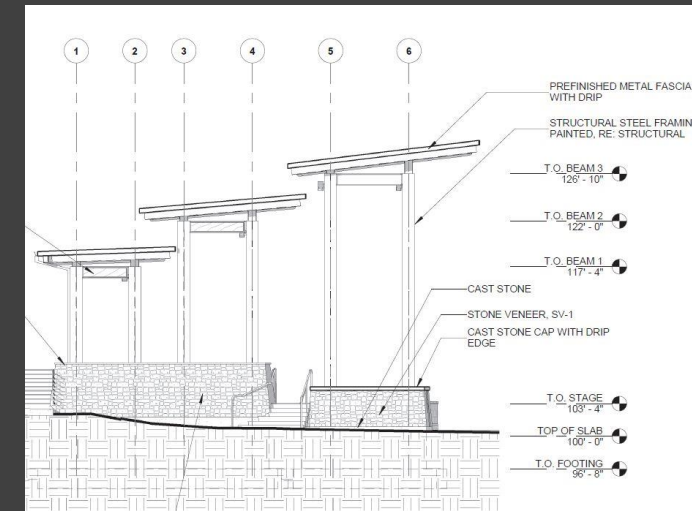 1 2 3 4 5 6
PREFINISHED METAL FASCIA
WITH DRIP
STRUCTURAL STEEL FRAMIN
PAINTED, RE: STRUCTURAL
T.O. BEAM 3
126' - 10"
T.O. BEAM 2
122' - 0"
T.O. BEAM 1
117' - 4"
CAST STONE
STONE VENEER, SV-1
CAST STONE CAP WITH DRIP
EDGE
T.O. STAGE
103' - 4"
TOP OF SLAB
100' - 0"
T.O. FOOTING
96' - 8"